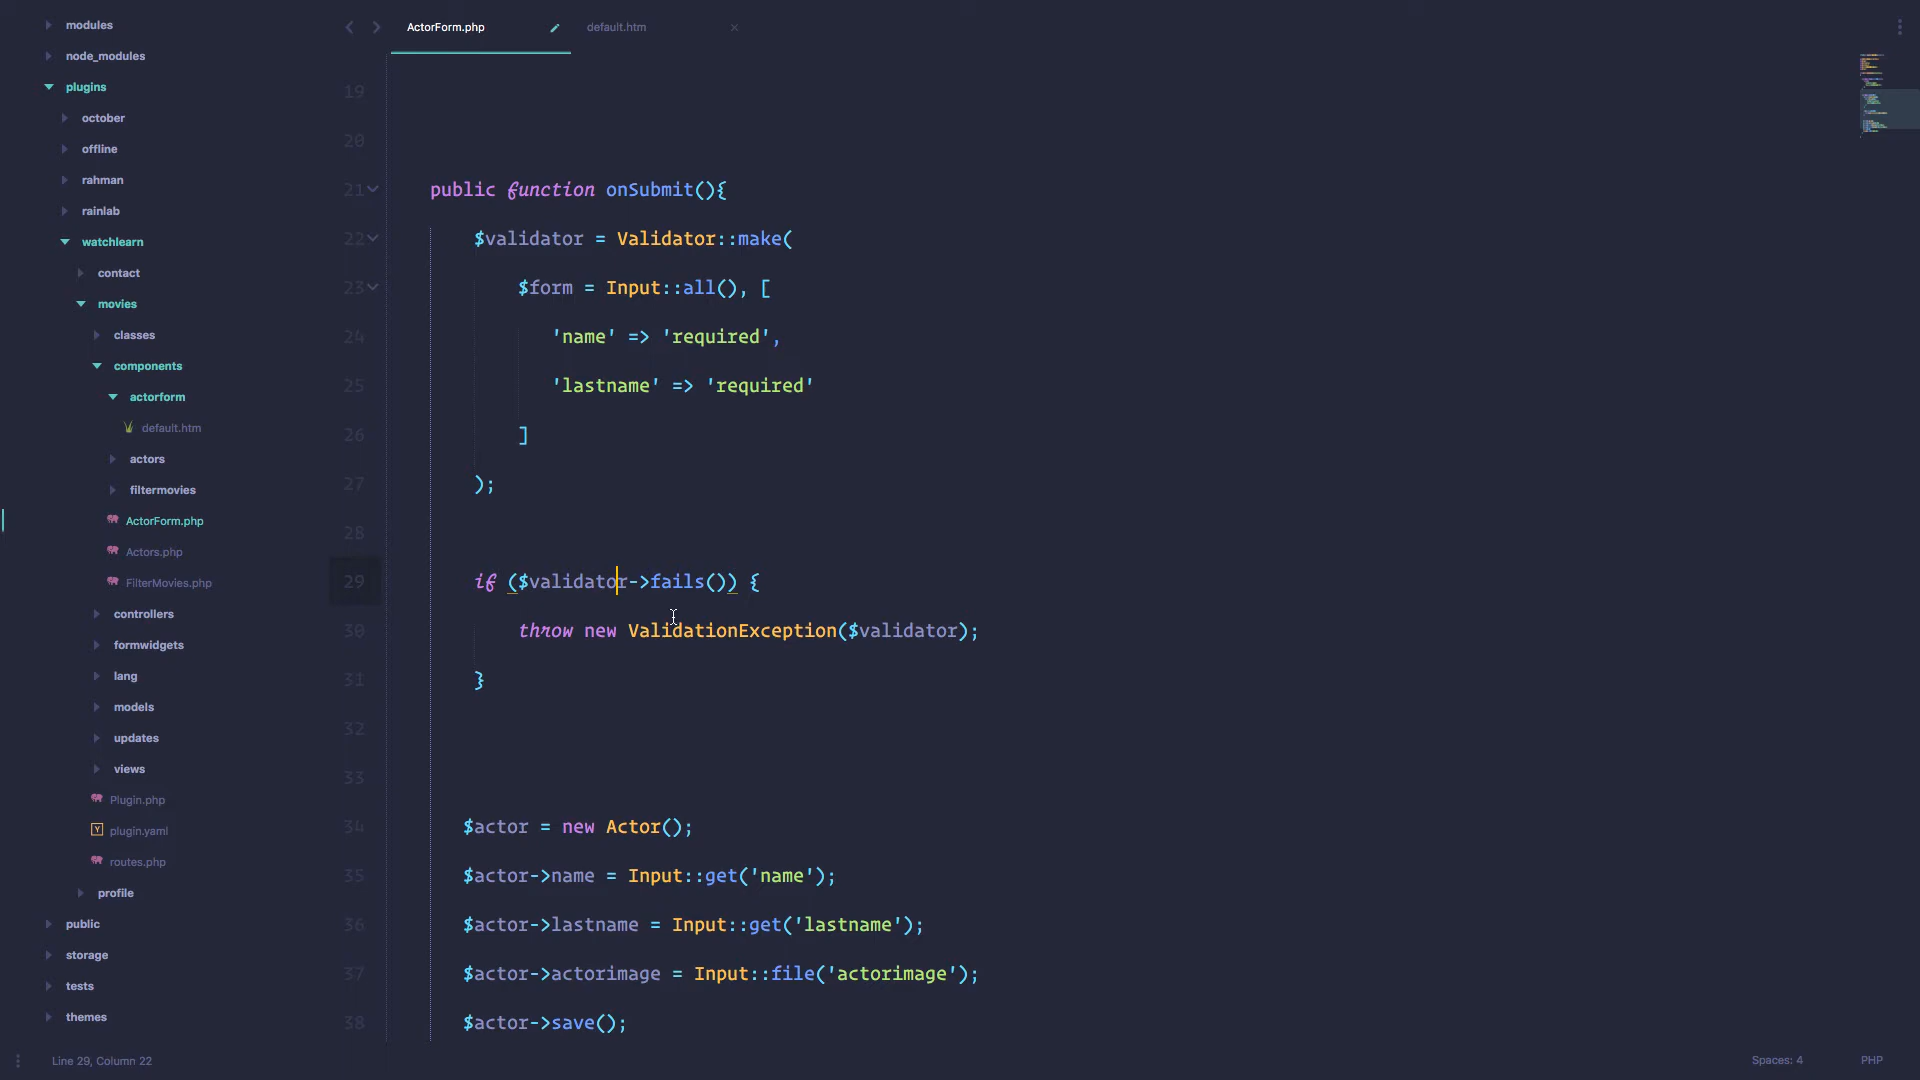 modules
node_modules
plugins
october
offline
rahman
rainlab
watchlearn
contact
movies
classes
components
actorform
default.htm
actors
filtermovies
ActorForm.php
Actors.php
FilterMovies.php
controllers
formwidgets
lang
models
updates
views
Plugin.php
Y plugin.yaml
routes.php
profile
public
storage
tests
themes
ActorForm.php default.htm ×
19
20
21 public function onSubmit(){
22 $validator = Validator::make(
23 $form = Input::all(), [
24 'name' => 'required',
25 'lastname' => 'required'
26 ]
27 );
28
29 if ($validator->fails()) {
30 throw new ValidationException($validator);
31 }
32
33
34 $actor = new Actor();
35 $actor->name = Input::get('name');
36 $actor->lastname = Input::get('lastname');
37 $actor->actorimage = Input::file('actorimage');
38 $actor->save();
Line 29, Column 22 Spaces: 4 PHP